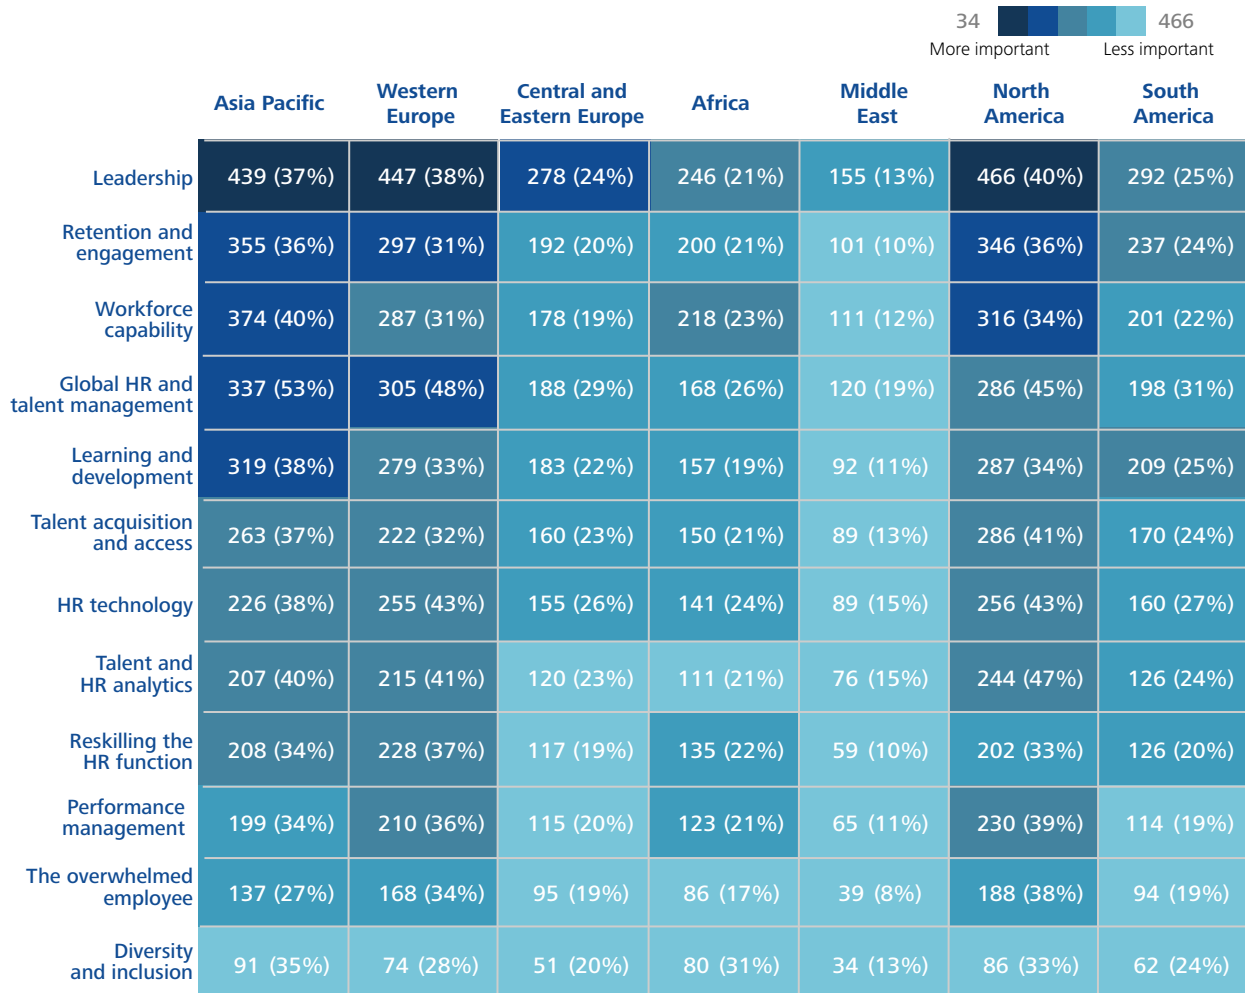 34 466
More important Less important
Asia Pacific Western Europe Central and Eastern Europe Africa Middle East North America South America
Leadership 439 (37%) 447 (38%) 278 (24%) 246 (21%) 155 (13%) 466 (40%) 292 (25%)
Retention and engagement 355 (36%) 297 (31%) 192 (20%) 200 (21%) 101 (10%) 346 (36%) 237 (24%)
Workforce capability 374 (40%) 287 (31%) 178 (19%) 218 (23%) 111 (12%) 316 (34%) 201 (22%)
Global HR and talent management 337 (53%) 305 (48%) 188 (29%) 168 (26%) 120 (19%) 286 (45%) 198 (31%)
Learning and development 319 (38%) 279 (33%) 183 (22%) 157 (19%) 92 (11%) 287 (34%) 209 (25%)
Talent acquisition and access 263 (37%) 222 (32%) 160 (23%) 150 (21%) 89 (13%) 286 (41%) 170 (24%)
HR technology 226 (38%) 255 (43%) 155 (26%) 141 (24%) 89 (15%) 256 (43%) 160 (27%)
Talent and HR analytics 207 (40%) 215 (41%) 120 (23%) 111 (21%) 76 (15%) 244 (47%) 126 (24%)
Reskilling the HR function 208 (34%) 228 (37%) 117 (19%) 135 (22%) 59 (10%) 202 (33%) 126 (20%)
Performance management 199 (34%) 210 (36%) 115 (20%) 123 (21%) 65 (11%) 230 (39%) 114 (19%)
The overwhelmed employee 137 (27%) 168 (34%) 95 (19%) 86 (17%) 39 (8%) 188 (38%) 94 (19%)
Diversity and inclusion 91 (35%) 74 (28%) 51 (20%) 80 (31%) 34 (13%) 86 (33%) 62 (24%)